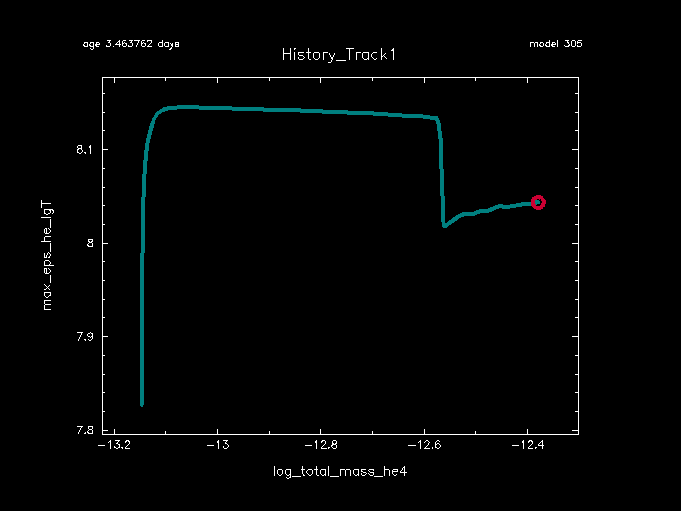 age 3.463762 days
model 305
History_Track1
max_eps_he_lgT
8.1
8
7.9
7.8
-13.2
-13
-12.8
-12.6
-12.4
log_total_mass_he4